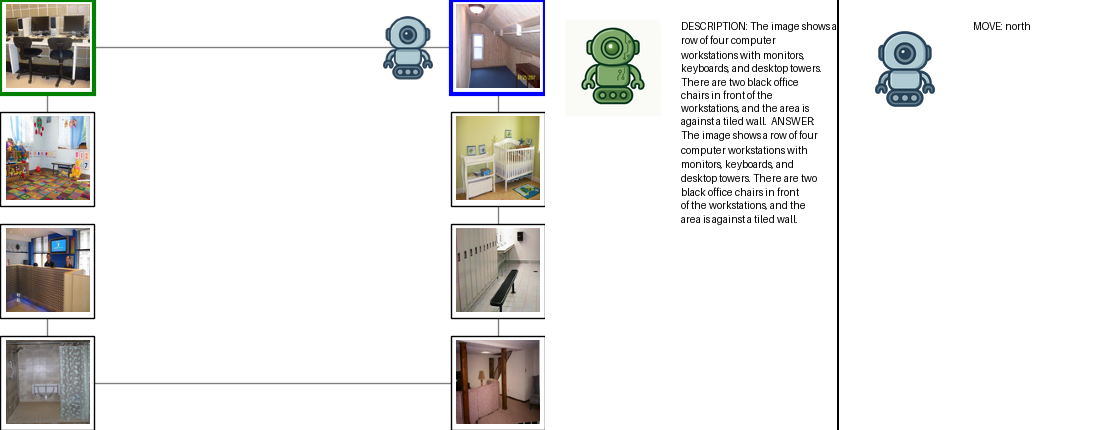 DESCRIPTION: The image shows a
row of four computer
workstations with monitors,
keyboards, and desktop towers.
There are two black office
chairs in front of the
workstations, and the area is
against a tiled wall. ANSWER:
The image shows a row of four
computer workstations with
monitors, keyboards, and
desktop towers. There are two
black office chairs in front
of the workstations, and the
area is against a tiled wall.
MOVE: north